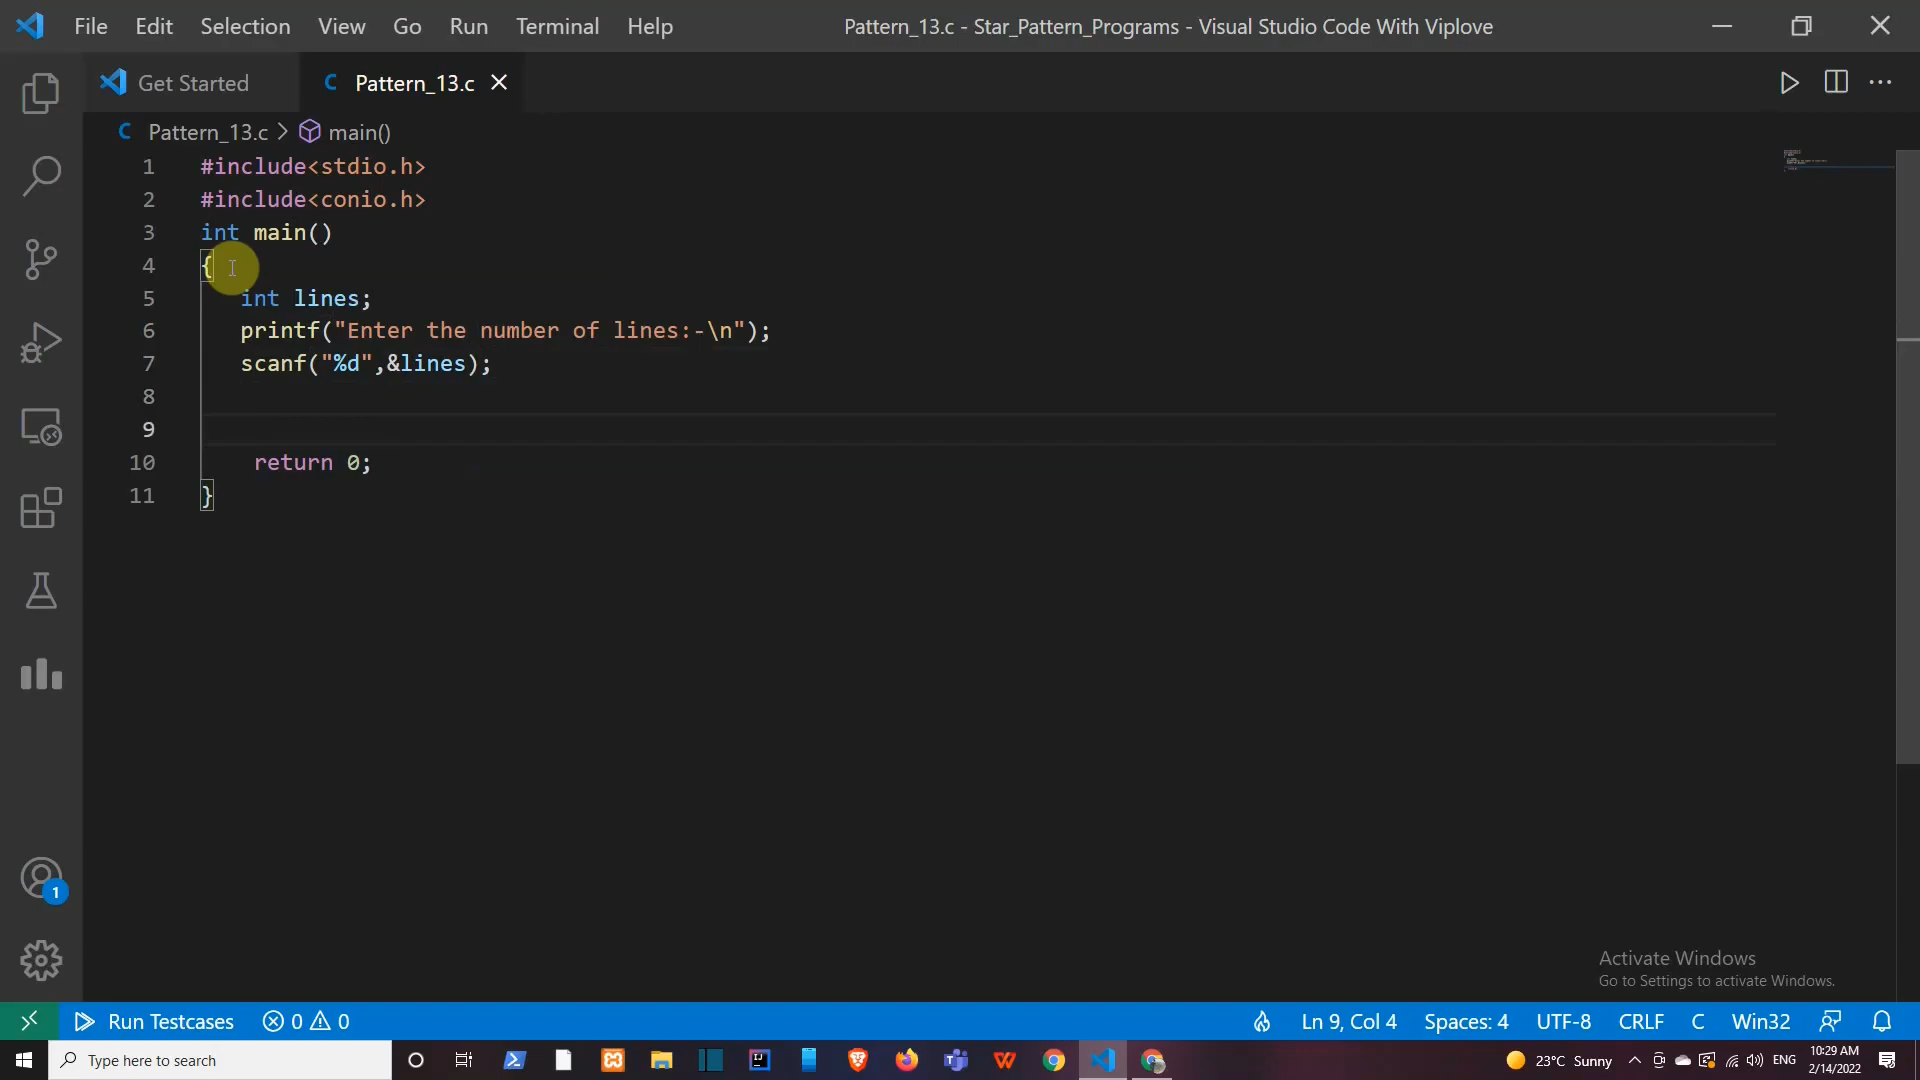 File Edit Selection View Go Run Terminal Help Pattern_13.c - Star_Pattern_Programs - Visual Studio Code With Viplove
Get Started C Pattern_13.c
C Pattern_13.c > main()
1 #include<stdio.h>
2 #include<conio.h>
3 int main()
4 {
5 int lines;
6 printf("Enter the number of lines:-\n");
7 scanf("%d",&lines);
8
9
10 return 0;
11 }
1
Activate Windows
Go to Settings to activate Windows.
Run Testcases 0 0 Ln 9, Col 4 Spaces: 4 UTF-8 CRLF C Win32
Type here to search 23°C Sunny ENG 10:29 AM
2/14/2022